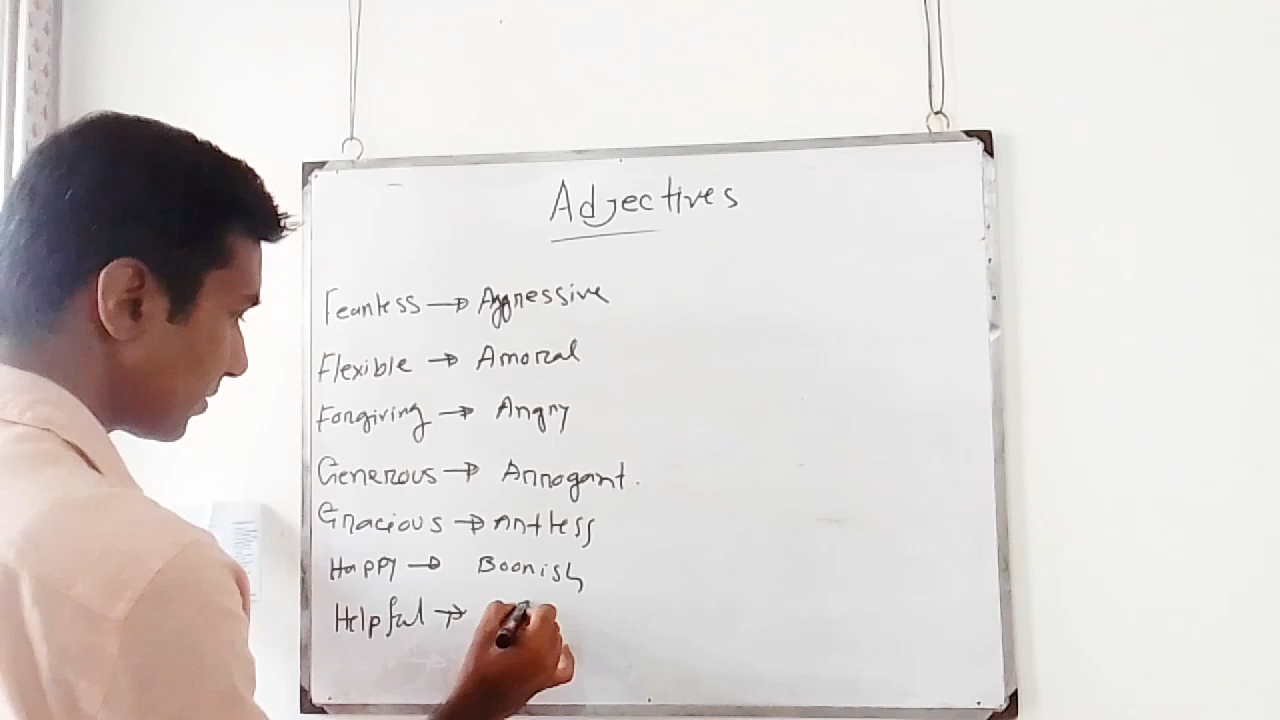 Adjectives
Fearless → Aggressive
Flexible → Amoral
Forgiving → Angry
Generous → Arrogant.
Gracious → Artless
Happy → Boorish
Helpful →